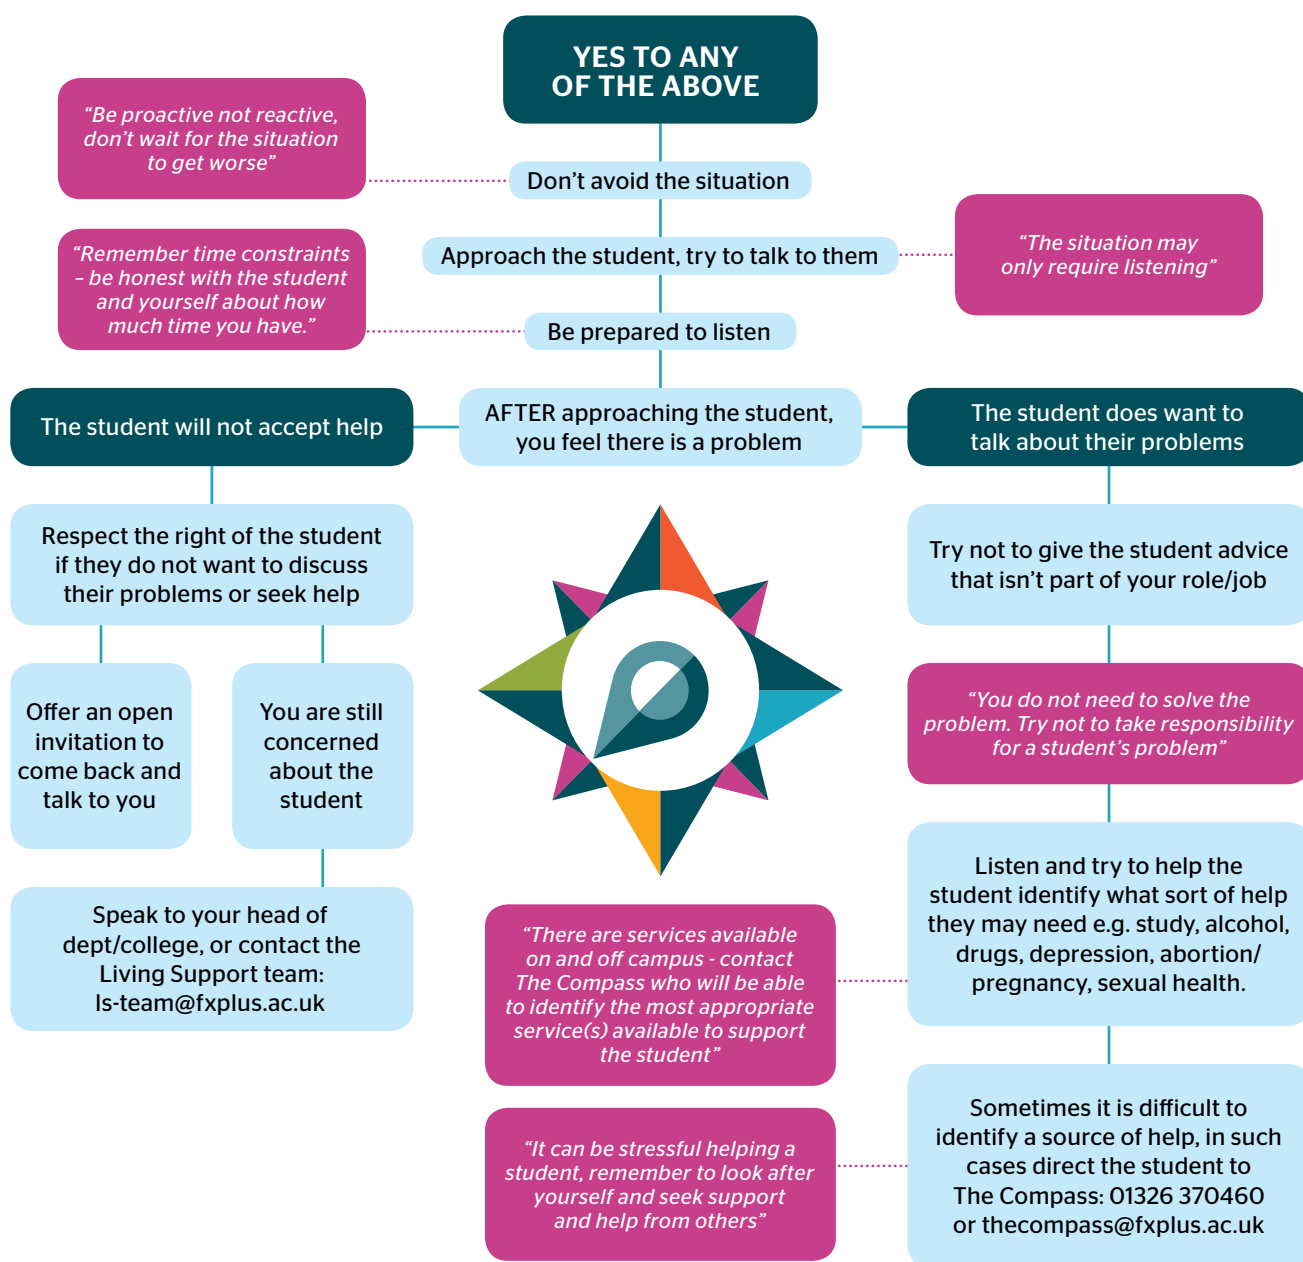 YES TO ANY
OF THE ABOVE
“Be proactive not reactive,
don’t wait for the situation
to get worse”
Don’t avoid the situation
“Remember time constraints
– be honest with the student
and yourself about how
much time you have.”
Approach the student, try to talk to them
“The situation may
only require listening”
Be prepared to listen
The student will not accept help
AFTER approaching the student,
you feel there is a problem
The student does want to
talk about their problems
Respect the right of the student
if they do not want to discuss
their problems or seek help
Offer an open
invitation to
come back and
talk to you
You are still
concerned
about the
student
Speak to your head of
dept/college, or contact the
Living Support team:
ls-team@fxplus.ac.uk
Try not to give the student advice
that isn’t part of your role/job
“You do not need to solve the
problem. Try not to take responsibility
for a student’s problem”
Listen and try to help the
student identify what sort of help
they may need e.g. study, alcohol,
drugs, depression, abortion/
pregnancy, sexual health.
“There are services available
on and off campus - contact
The Compass who will be able
to identify the most appropriate
service(s) available to support
the student”
Sometimes it is difficult to
identify a source of help, in such
cases direct the student to
The Compass: 01326 370460
or thecompass@fxplus.ac.uk
“It can be stressful helping a
student, remember to look after
yourself and seek support
and help from others”